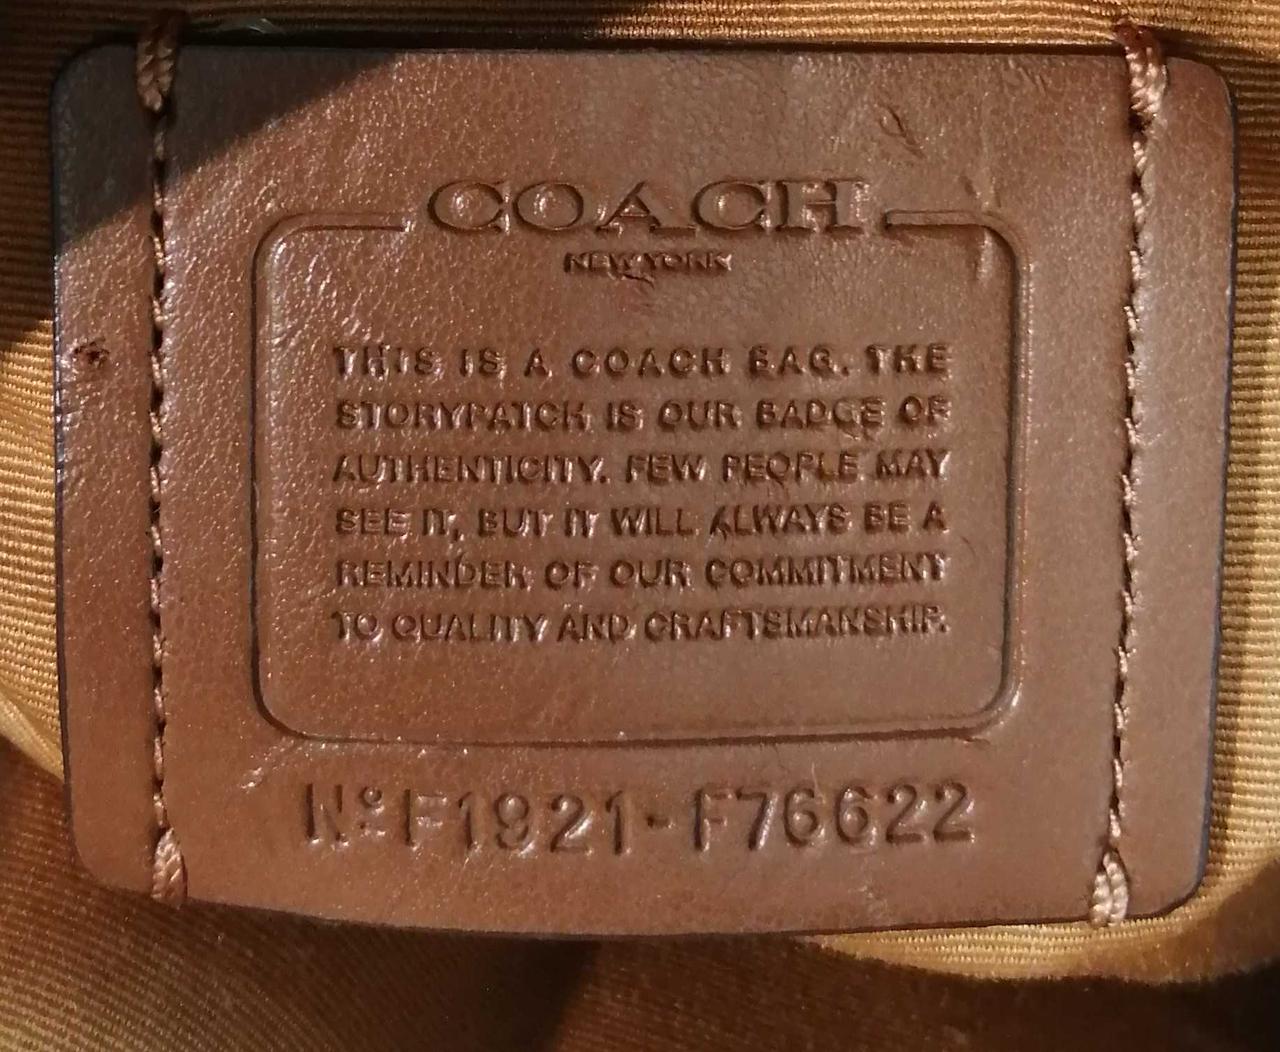 COACH
NEW YORK
THIS IS A COACH BAG. THE
STORYPATCH IS OUR BADGE OF
AUTHENTICITY. FEW PEOPLE MAY
SEE IT, BUT IT WILL ALWAYS BE A
REMINDER OF OUR COMMITMENT
TO QUALITY AND CRAFTSMANSHIP.
Nº F1921-F76622